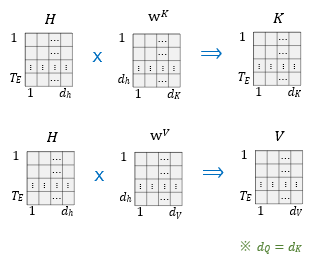 H w^K K
1 ... 1 ... 1 ...
... ... ...
⋮ ⋮ ⋮ ⋮ ⋮ ⋮ ⋮ ⋮ ⋮ ⋮ ⋮ ⋮
T_E ... x d_h ... ⇒ T_E ...
1 d_h 1 d_K 1 d_K
H w^V V
1 ... 1 ... 1 ...
... ... ...
⋮ ⋮ ⋮ ⋮ ⋮ ⋮ ⋮ ⋮ ⋮ ⋮ ⋮ ⋮
T_E ... x d_h ... ⇒ T_E ...
1 d_h 1 d_V 1 d_V
※ d_Q = d_K